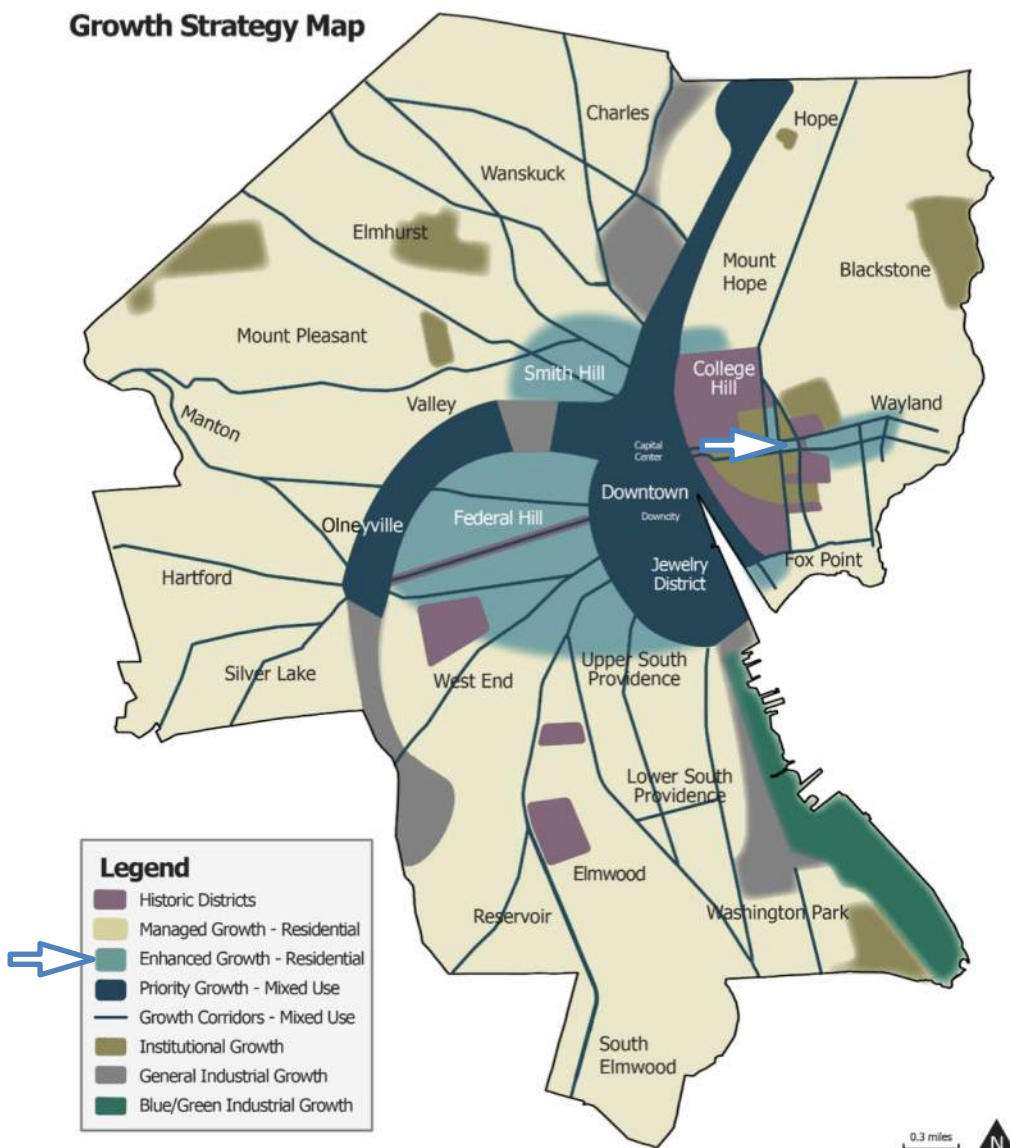 Growth Strategy Map
Charles
Hope
Wanskuck
Elmhurst
Mount
Hope
Blackstone
Mount Pleasant
Smith Hill
College
Hill
Valley
Wayland
Manton
Capital
Center
Downtown
Downcity
Federal Hill
Olneyville
Jewelry
District
Fox Point
Hartford
Silver Lake
West End
Upper South
Providence
Lower South
Providence
Elmwood
Reservoir
Washington Park
South
Elmwood
Legend
Historic Districts
Managed Growth - Residential
Enhanced Growth - Residential
Priority Growth - Mixed Use
Growth Corridors - Mixed Use
Institutional Growth
General Industrial Growth
Blue/Green Industrial Growth
0.3 miles
N